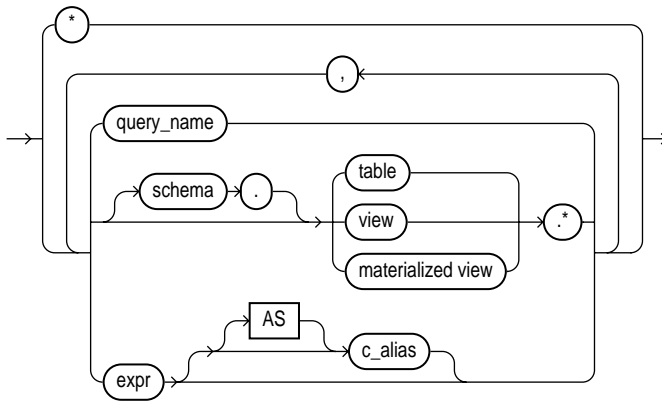 *
,
query_name
schema .
table
view
.*
materialized view
AS
c_alias
expr